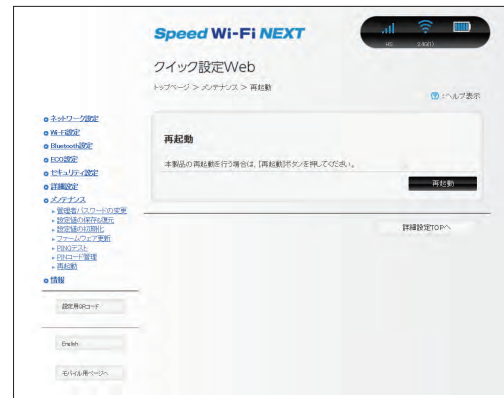 Speed Wi-Fi NEXT
HS 2.4G(1)
クイック設定Web
トップページ > メンテナンス > 再起動
?:ヘルプ表示
ネットワーク設定
Wi-Fi設定
Bluetooth設定
ECO設定
セキュリティ設定
詳細設定
メンテナンス
管理者パスワードの変更
設定値の保存&復元
設定値の初期化
ファームウェア更新
PINGテスト
PINコード管理
再起動
情報
設定用QRコード
English
モバイル用ページへ
再起動
本製品の再起動を行う場合は、[再起動]ボタンを押してください。
再起動
詳細設定TOPへ